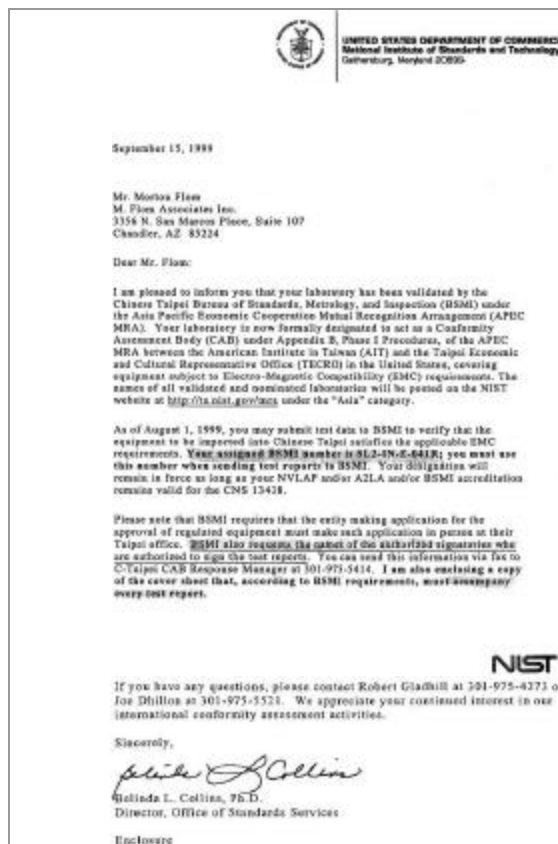 UNITED STATES DEPARTMENT OF COMMERCE
National Institute of Standards and Technology
Gaithersburg, Maryland 20899-
September 15, 1999
Mr. Morton Flom
M. Flom Associates Inc.
3356 N. San Marcos Place, Suite 107
Chandler, AZ 85224
Dear Mr. Flom:
I am pleased to inform you that your laboratory has been validated by the
Chinese Taipei Bureau of Standards, Metrology, and Inspection (BSMI) under
the Asia Pacific Economic Cooperation Mutual Recognition Arrangement (APEC
MRA). Your laboratory is now formally designated to act as a Conformity
Assessment Body (CAB) under Appendix B, Phase I Procedures, of the APEC
MRA between the American Institute in Taiwan (AIT) and the Taipei Economic
and Cultural Representative Office (TECRO) in the United States, covering
equipment subject to Electro-Magnetic Compatibility (EMC) requirements. The
names of all validated and nominated laboratories will be posted on the NIST
website at http://ts.nist.gov/mra under the "Asia" category.
As of August 1, 1999, you may submit test data to BSMI to verify that the
equipment to be imported into Chinese Taipei satisfies the applicable EMC
requirements. Your assigned BSMI number is SL2-IN-E-041R; you must use
this number when sending test reports to BSMI. Your designation will
remain in force as long as your NVLAP and/or A2LA and/or BSMI accreditation
remains valid for the CNS 13438.
Please note that BSMI requires that the entity making application for the
approval of regulated equipment must make such application in person at their
Taipei office. BSMI also requests the names of the authorized signatories who
are authorized to sign the test reports. You can send this information via fax to
C-Taipei CAB Response Manager at 301-975-5414. I am also enclosing a copy
of the cover sheet that, according to BSMI requirements, must accompany
every test report.
NIST
If you have any questions, please contact Robert Gladhill at 301-975-4273 o
Joe Dhillon at 301-975-5521. We appreciate your continued interest in our
international conformity assessment activities.
Sincerely,
Belinda L Collins
Belinda L. Collins, Ph.D.
Director, Office of Standards Services
Enclosure